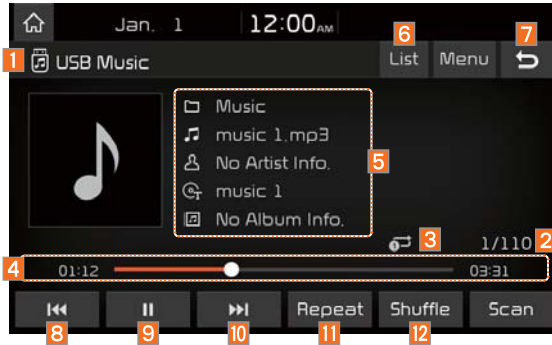 Jan. 1 12:00 AM
6 7
1 USB Music List Menu
Music
music 1.mp3
No Artist Info. 5
music 1
No Album Info.
3 1/110 2
4 01:12 03:31
Repeat Shuffle Scan
8 9 10 11 12